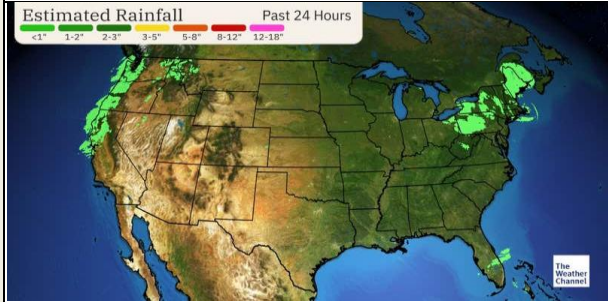 Estimated Rainfall
Past 24 Hours
<1" 1-2" 2-3" 3-5" 5-8" 8-12" 12-18"
The
Weather
Channel